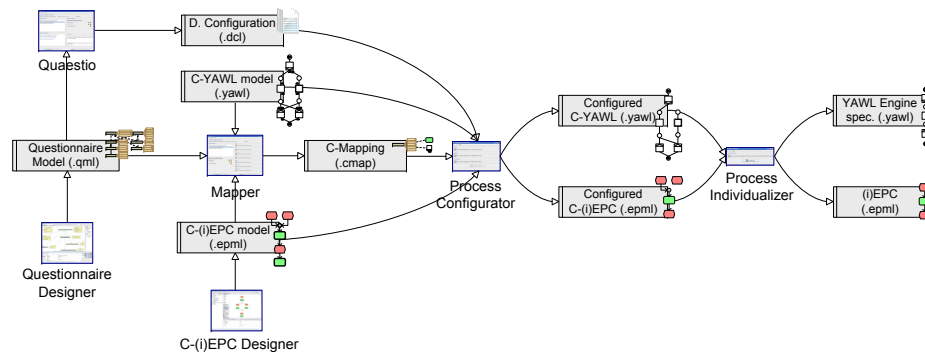 D. Configuration
(.dcl)
Quaestio
C-YAWL model
(.yawl)
Configured
C-YAWL (.yawl)
YAWL Engine
spec. (.yawl)
Questionnaire
Model (.qml)
C-Mapping
(.cmap)
Mapper
Process
Configurator
Process
Individualizer
Configured
C-(i)EPC (.epml)
(i)EPC
(.epml)
C-(i)EPC model
(.epml)
Questionnaire
Designer
C-(i)EPC Designer